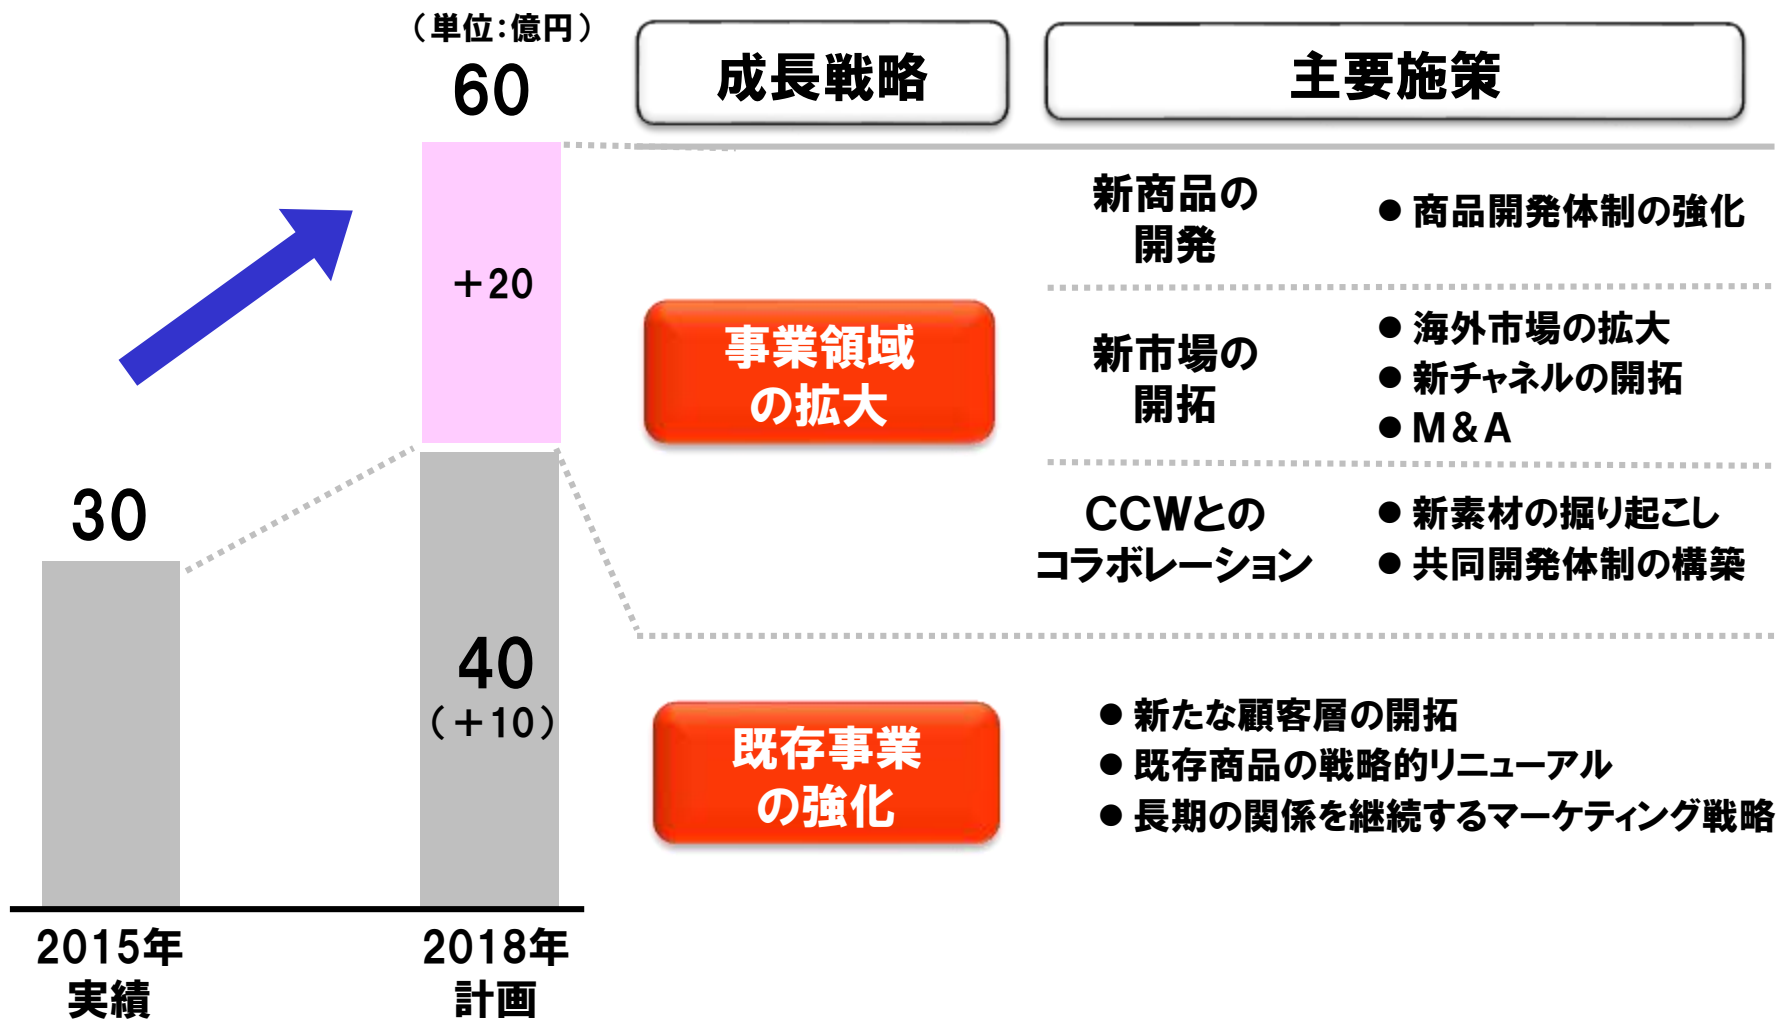 （単位：億円）
60
＋20
30
40
（＋10）
2015年
実績
2018年
計画
成長戦略
主要施策
事業領域
の拡大
新商品の
開発
● 商品開発体制の強化
新市場の
開拓
● 海外市場の拡大
● 新チャネルの開拓
● M＆A
CCWとの
コラボレーション
● 新素材の掘り起こし
● 共同開発体制の構築
既存事業
の強化
● 新たな顧客層の開拓
● 既存商品の戦略的リニューアル
● 長期の関係を継続するマーケティング戦略